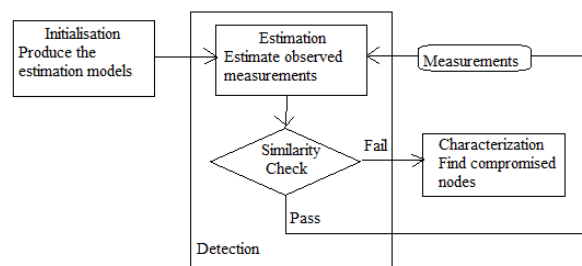 Initialisation
Produce the
estimation models
Estimation
Estimate observed
measurements
Measurements
Similarity
Check
Fail
Characterization
Find compromised
nodes
Pass
Detection